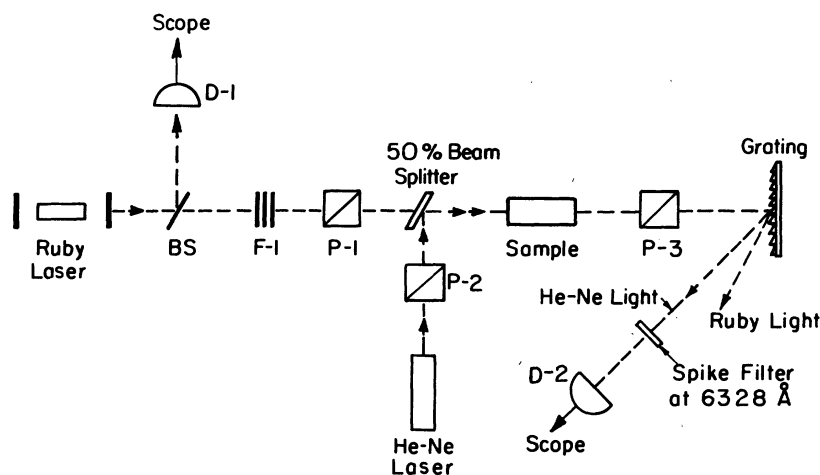 Scope
D-1
50% Beam
Splitter
Grating
Ruby
Laser
BS
F-1
P-1
Sample
P-3
P-2
He-Ne Light
Ruby Light
D-2
Spike Filter
at 6328 Å
Scope
He-Ne
Laser